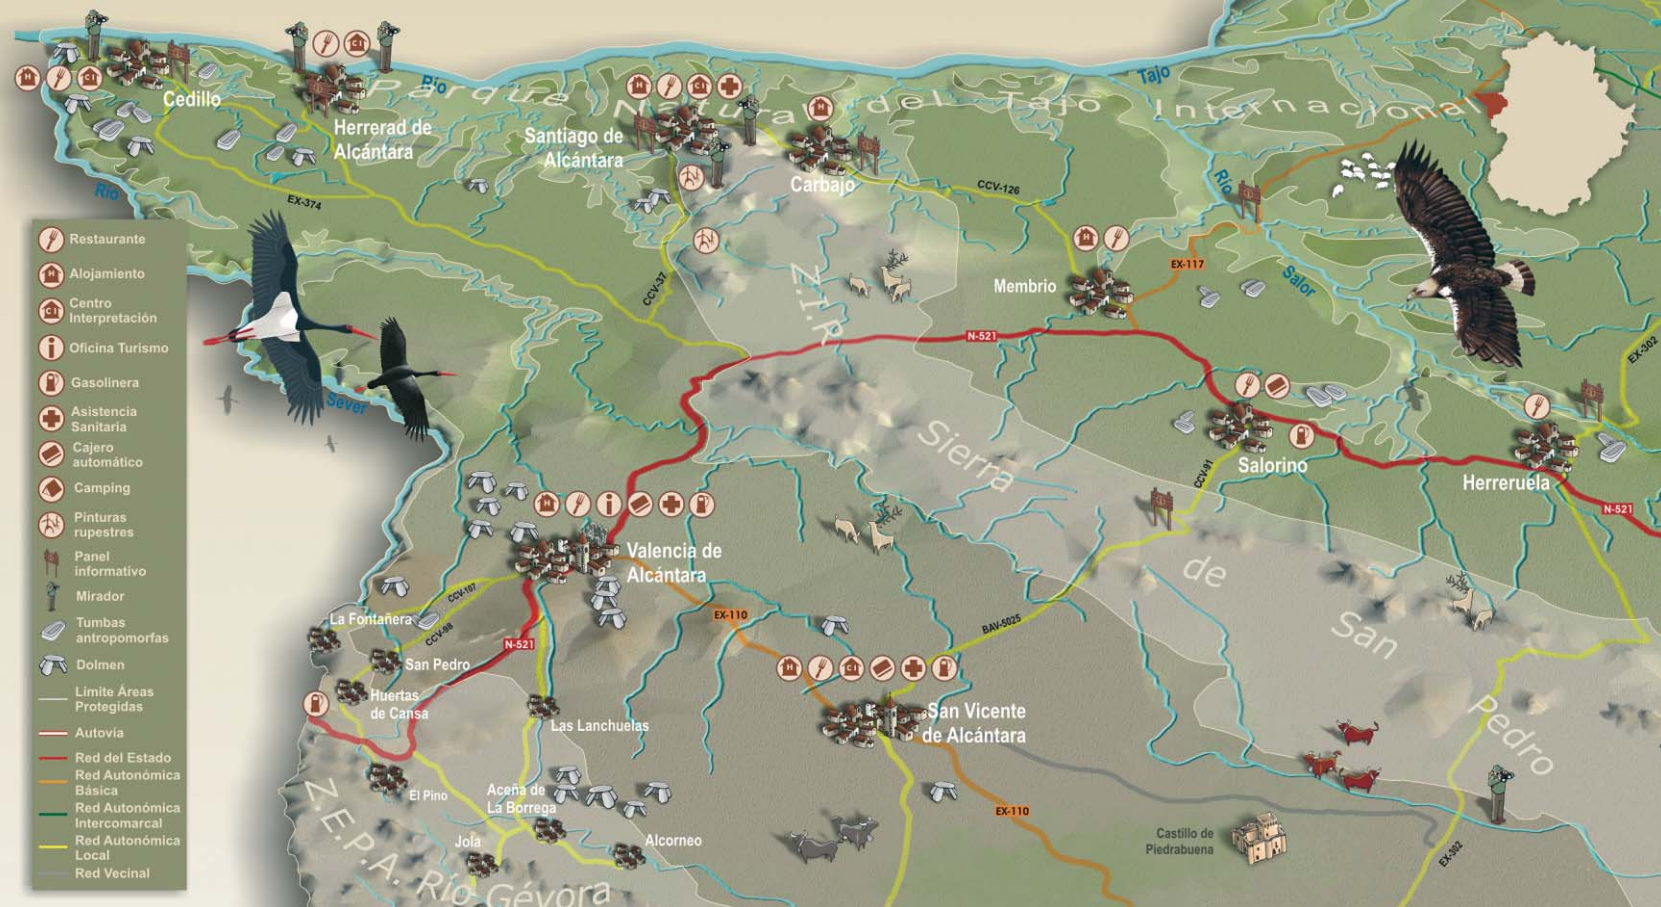 Cedillo
Herrerad de
Alcántara
Río
Parque Natural del Tajo Internacional
Tajo
Santiago de
Alcántara
Carbajo
CCV-126
Río
EX-374
Río
CCV-37
Z.I.R
Membrio
EX-117
Salor
N-521
EX-302
Sever
Salorino
CCV-91
Herreruela
N-521
Sierra
de
San
Pedro
Valencia de
Alcántara
CCV-107
CCV-98
La Fontañera
N-521
EX-110
BAV-5025
San Pedro
Huertas
de Cansa
Las Lanchuelas
San Vicente
de Alcántara
El Pino
Aceña de
La Borrega
Jola
Alcorneo
EX-110
Castillo de
Piedrabuena
EX-302
Z.E.P.A. Río Gévora
Restaurante
Alojamiento
Centro
Interpretación
Oficina Turismo
Gasolinera
Asistencia
Sanitaria
Cajero
automático
Camping
Pinturas
rupestres
Panel
informativo
Mirador
Tumbas
antropomorfas
Dolmen
Límite Áreas
Protegidas
Autovía
Red del Estado
Red Autonómica
Básica
Red Autonómica
Intercomarcal
Red Autonómica
Local
Red Vecinal